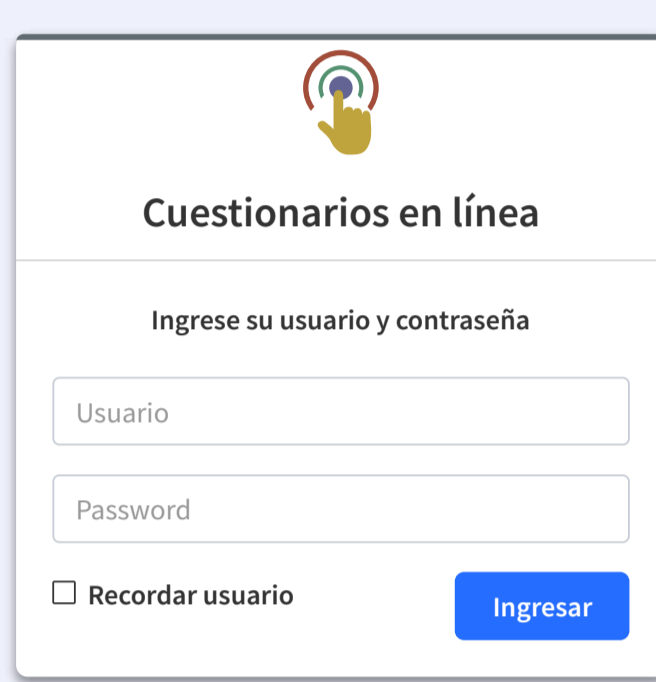 Cuestionarios en línea
Ingrese su usuario y contraseña
Usuario
Password
Recordar usuario
Ingresar